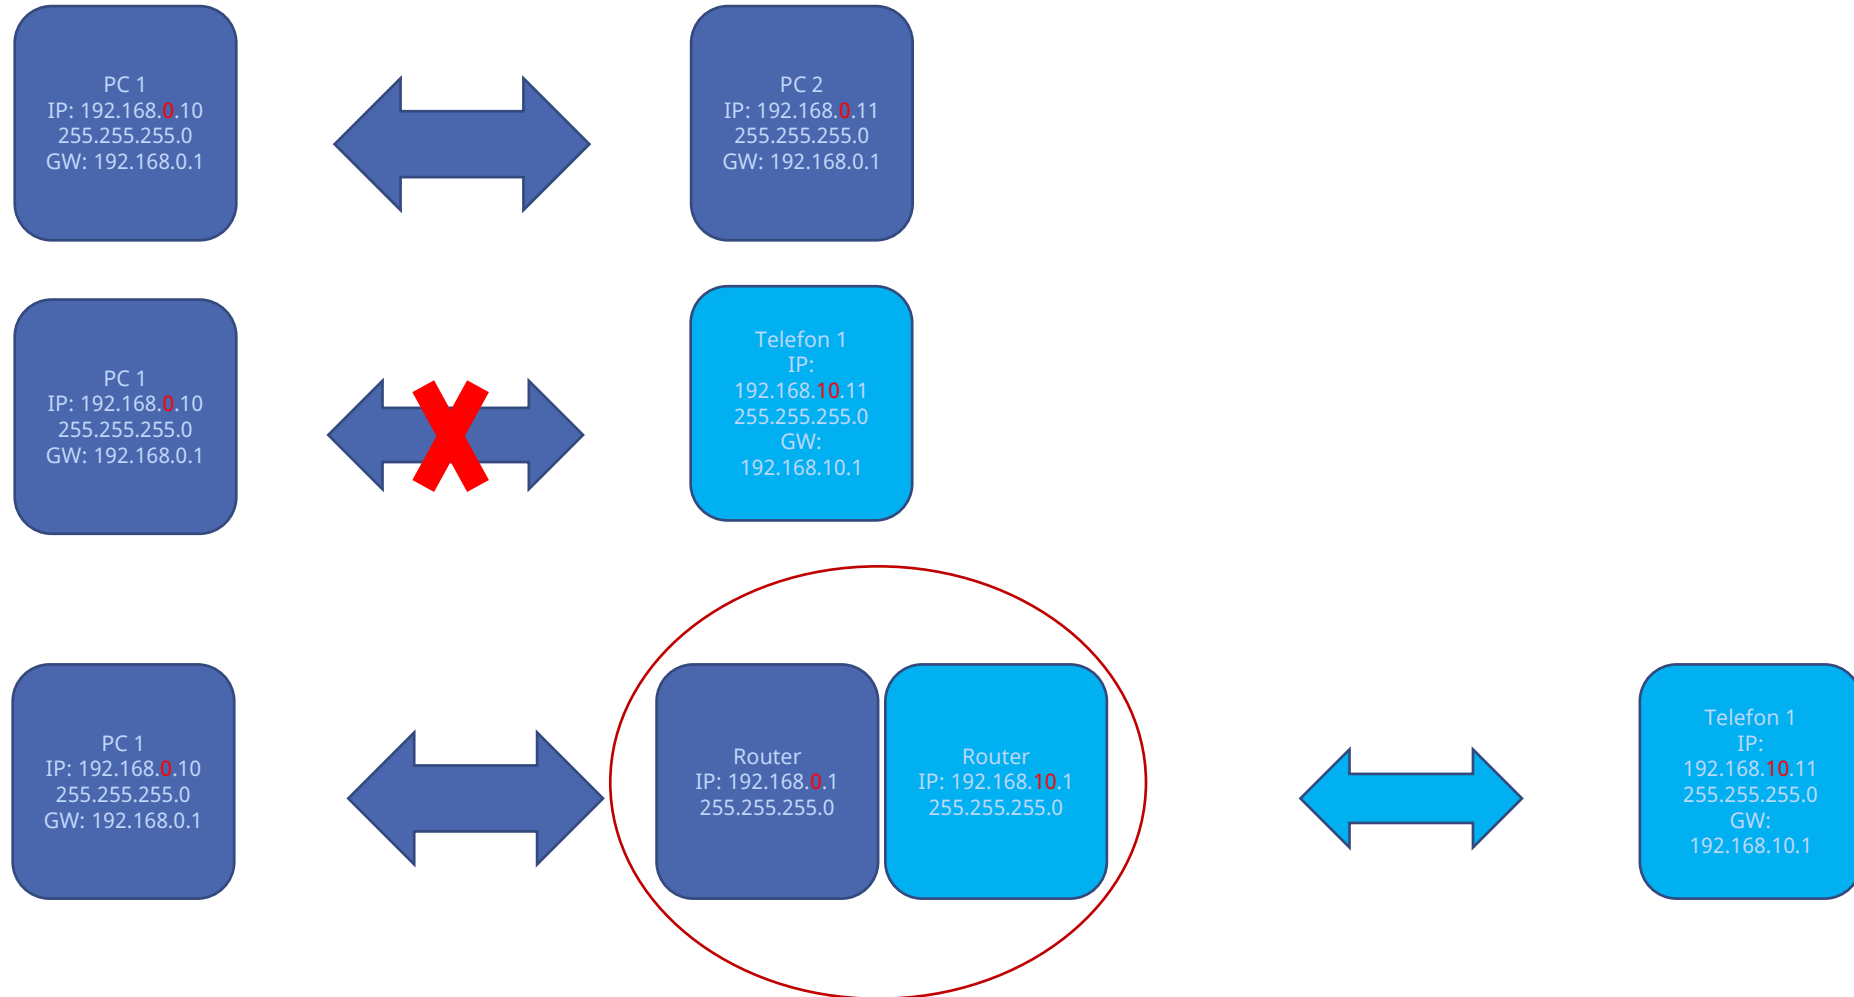 PC 1
IP: 192.168.0.10
255.255.255.0
GW: 192.168.0.1
PC 2
IP: 192.168.0.11
255.255.255.0
GW: 192.168.0.1
PC 1
IP: 192.168.0.10
255.255.255.0
GW: 192.168.0.1
Telefon 1
IP:
192.168.10.11
255.255.255.0
GW:
192.168.10.1
PC 1
IP: 192.168.0.10
255.255.255.0
GW: 192.168.0.1
Router
IP: 192.168.0.1
255.255.255.0
Router
IP: 192.168.10.1
255.255.255.0
Telefon 1
IP:
192.168.10.11
255.255.255.0
GW:
192.168.10.1